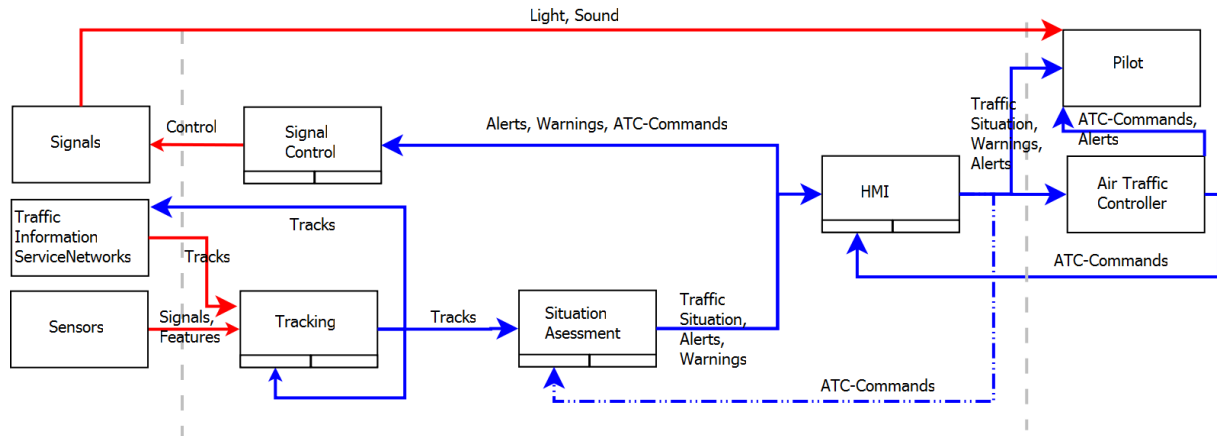 Light, Sound
Pilot
Signals
Control
Signal
Control
Alerts, Warnings, ATC-Commands
Traffic
Situation,
Warnings,
Alerts
ATC-Commands,
Alerts
HMI
Air Traffic
Controller
Traffic
Information
ServiceNetworks
Tracks
Tracks
ATC-Commands
Sensors
Signals,
Features
Tracking
Tracks
Situation
Asessment
Traffic
Situation,
Alerts,
Warnings
ATC-Commands